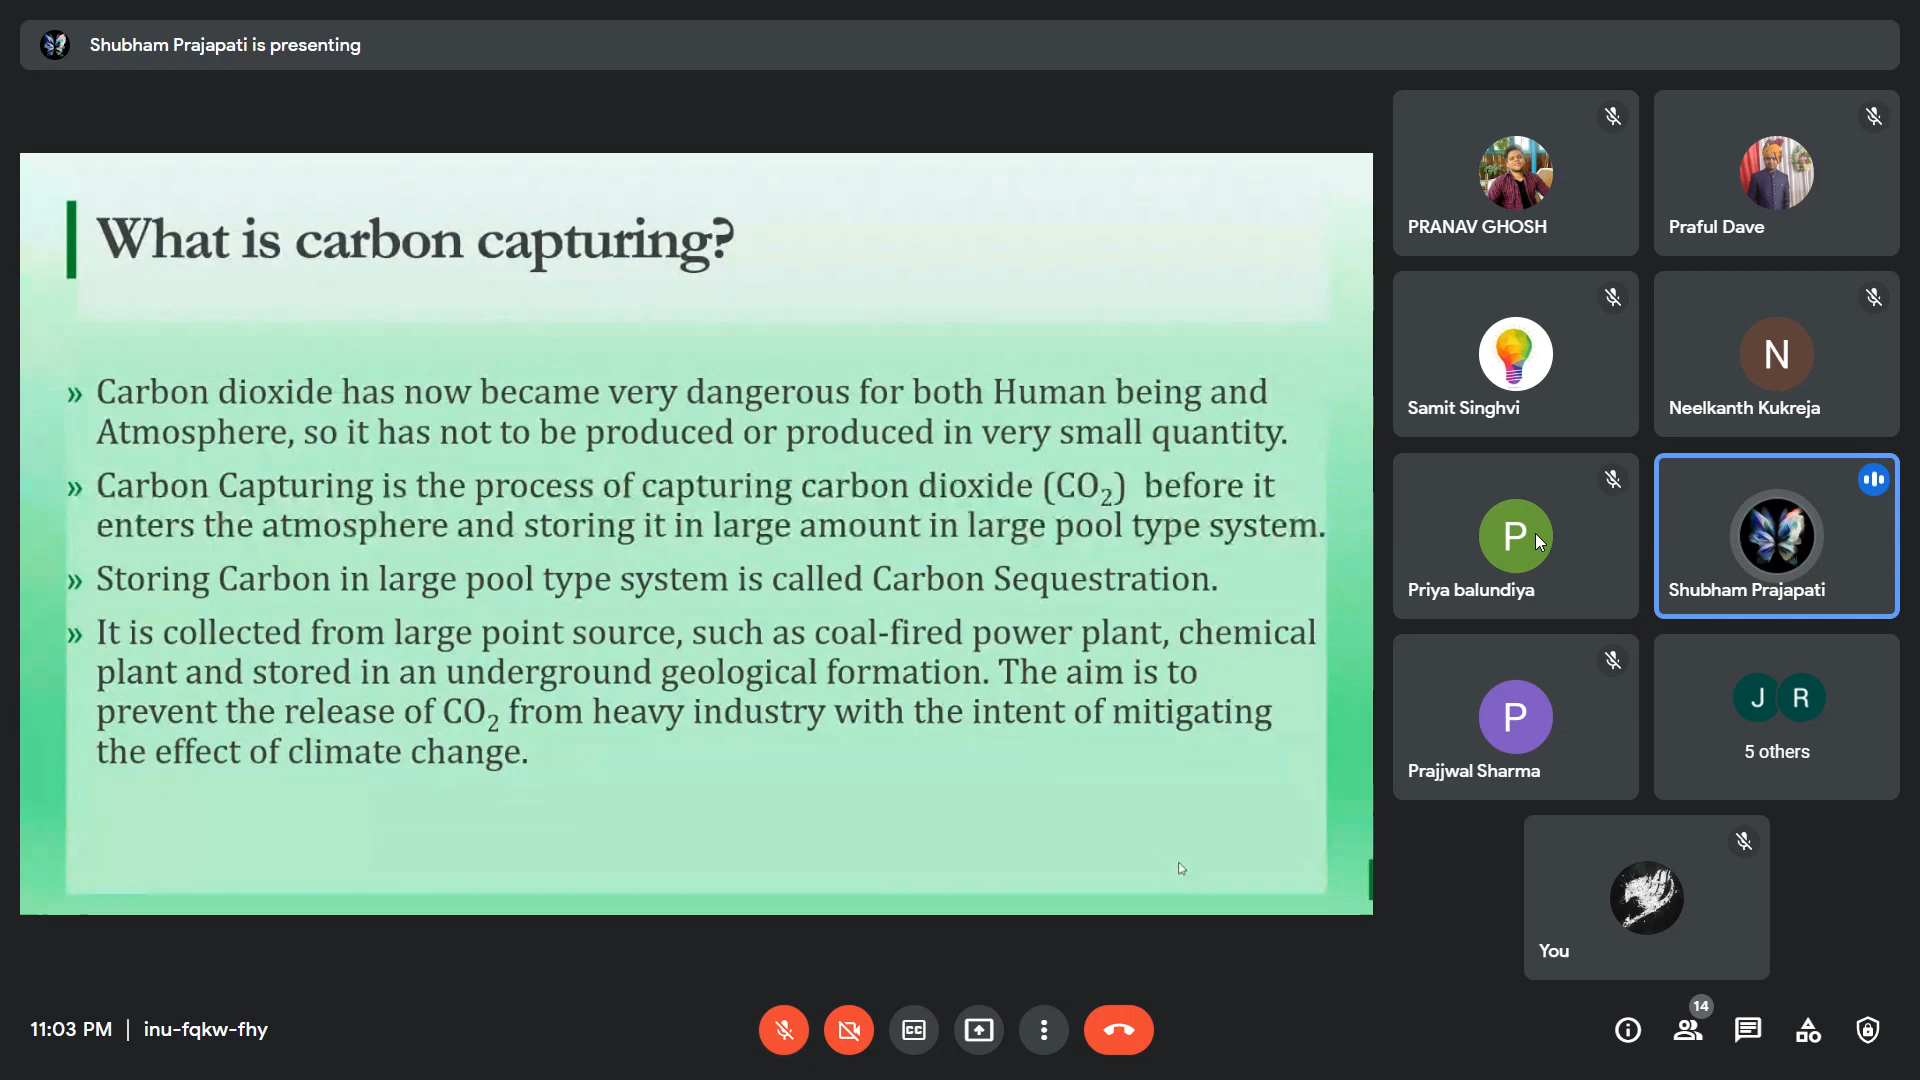 Shubham Prajapati is presenting
What is carbon capturing?
» Carbon dioxide has now became very dangerous for both Human being and
Atmosphere, so it has not to be produced or produced in very small quantity.
» Carbon Capturing is the process of capturing carbon dioxide (CO₂) before it
enters the atmosphere and storing it in large amount in large pool type system.
» Storing Carbon in large pool type system is called Carbon Sequestration.
» It is collected from large point source, such as coal-fired power plant, chemical
plant and stored in an underground geological formation. The aim is to
prevent the release of CO₂ from heavy industry with the intent of mitigating
the effect of climate change.
PRANAV GHOSH
Praful Dave
Samit Singhvi
N
Neelkanth Kukreja
P
Priya balundiya
Shubham Prajapati
P
Prajjwal Sharma
J R
5 others
You
11:03 PM | inu-fqkw-fhy
CC
14